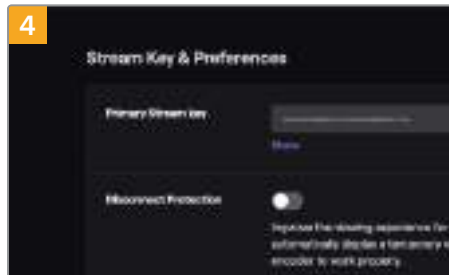 4
Stream Key & Preferences
Primary Stream key
Show
Disconnect Protection
Improve the viewing experience for
automatically display a temporary
encoder to work properly.